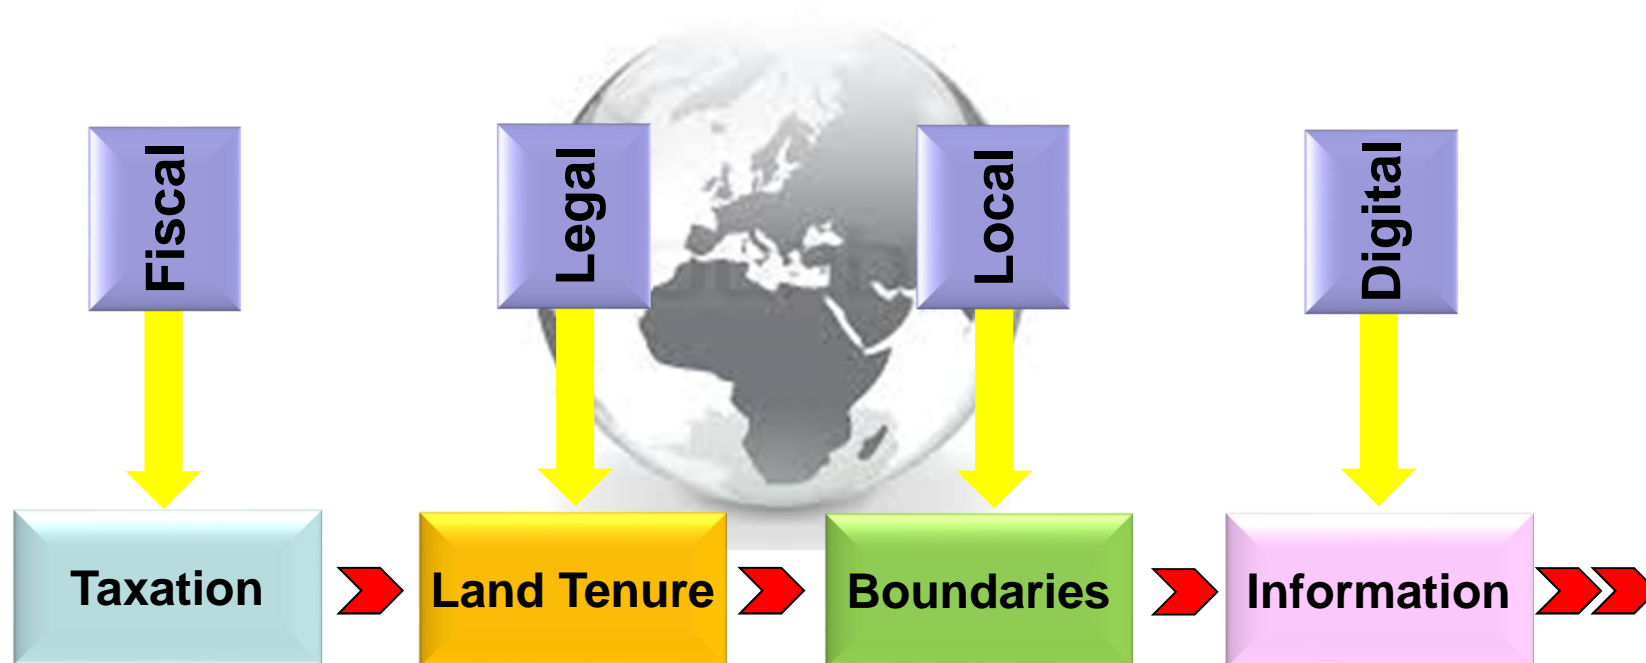 Fiscal
Legal
Local
Digital
Taxation
Land Tenure
Boundaries
Information